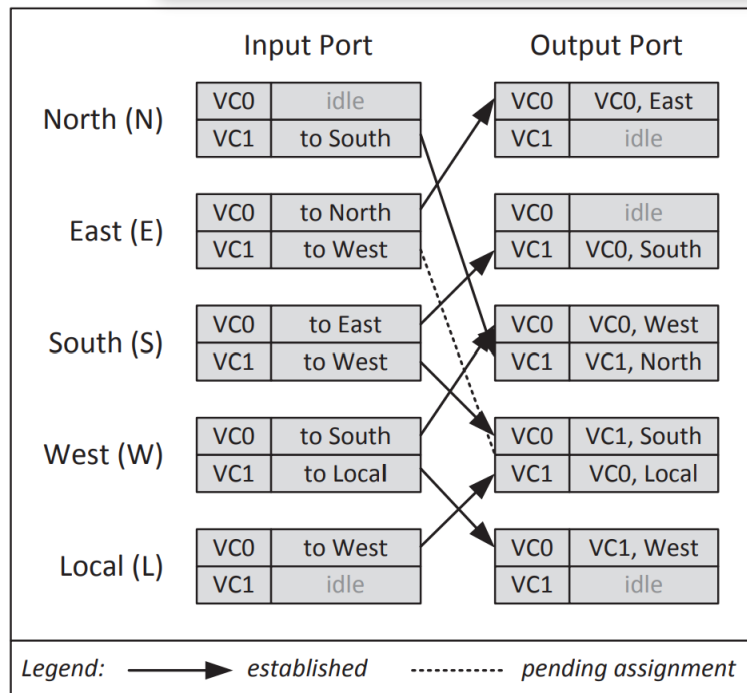 Input Port Output Port
North (N) VC0 idle VC0 VC0, East
VC1 to South VC1 idle
East (E) VC0 to North VC0 idle
VC1 to West VC1 VC0, South
South (S) VC0 to East VC0 VC0, West
VC1 to West VC1 VC1, North
West (W) VC0 to South VC0 VC1, South
VC1 to Local VC1 VC0, Local
Local (L) VC0 to West VC0 VC1, West
VC1 idle VC1 idle
Legend: established pending assignment